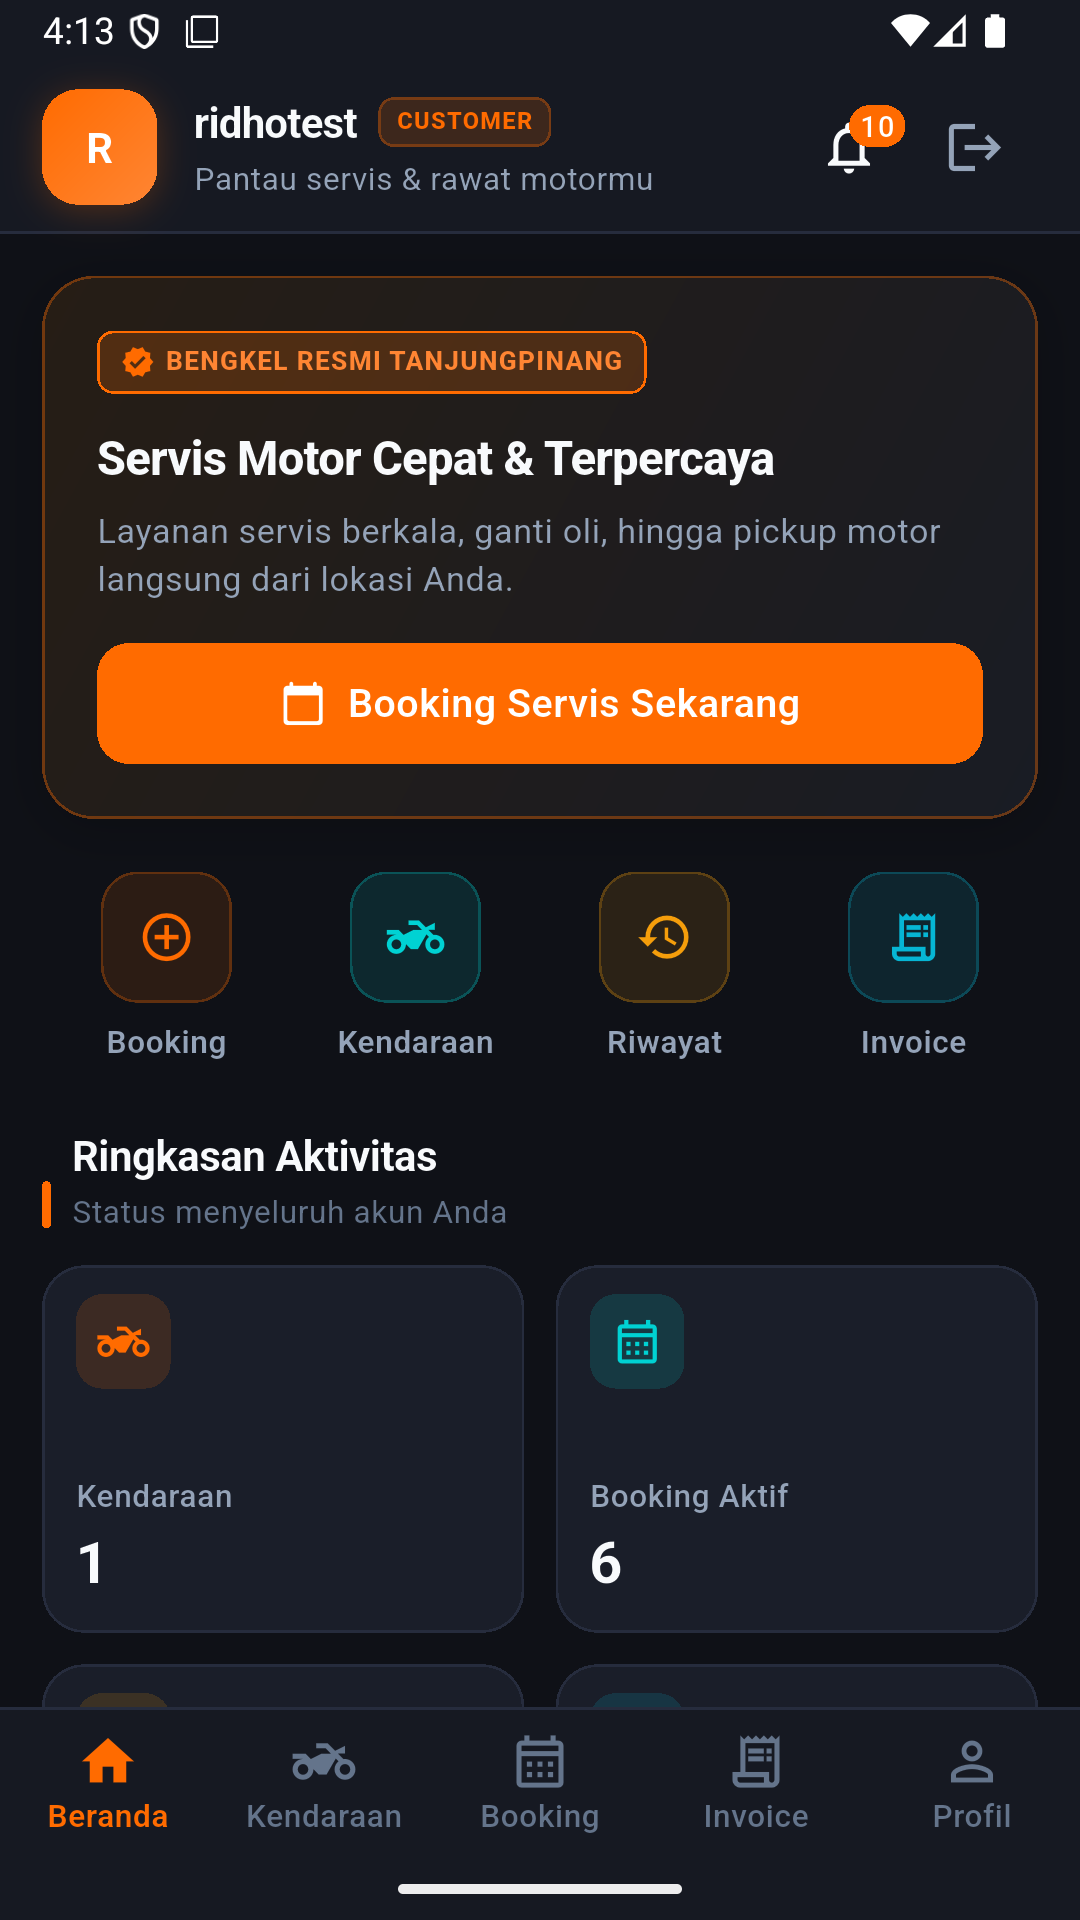 4:13
R
ridhotest
CUSTOMER
Pantau servis & rawat motormu
10
BENGKEL RESMI TANJUNGPINANG
Servis Motor Cepat & Terpercaya
Layanan servis berkala, ganti oli, hingga pickup motor
langsung dari lokasi Anda.
Booking Servis Sekarang
Booking
Kendaraan
Riwayat
Invoice
Ringkasan Aktivitas
Status menyeluruh akun Anda
Kendaraan
1
Booking Aktif
6
Beranda
Kendaraan
Booking
Invoice
Profil